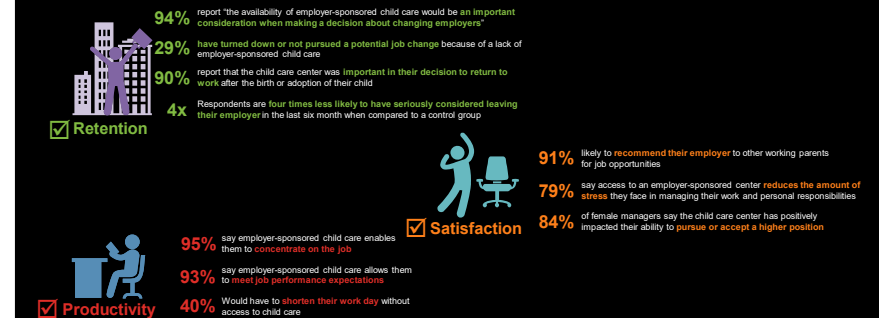 94%
report “the availability of employer-sponsored child care would be an important
consideration when making a decision about changing employers”
29%
have turned down or not pursued a potential job change because of a lack of
employer-sponsored child care
90%
report that the child care center was important in their decision to return to
work after the birth or adoption of their child
4x
Respondents are four times less likely to have seriously considered leaving
their employer in the last six month when compared to a control group
Retention
91%
likely to recommend their employer to other working parents
for job opportunities
79%
say access to an employer-sponsored center reduces the amount of
stress they face in managing their work and personal responsibilities
84%
of female managers say the child care center has positively
impacted their ability to pursue or accept a higher position
Satisfaction
95%
say employer-sponsored child care enables
them to concentrate on the job
93%
say employer-sponsored child care allows them
to meet job performance expectations
40%
Would have to shorten their work day without
access to child care
Productivity